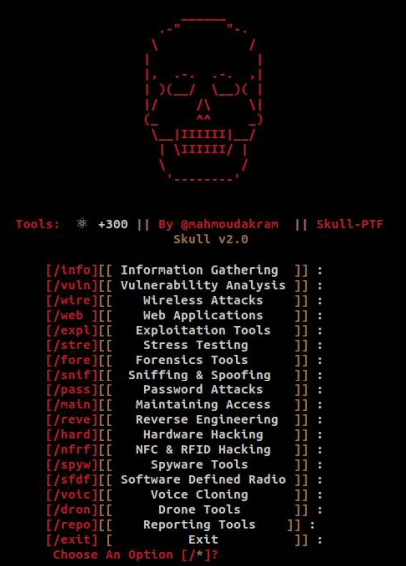 Tools: ⚛ +300 || By @mahmoudakram || Skull-PTF
Skull v2.0
[/info][[ Information Gathering ]] :
[/vuln][[ Vulnerability Analysis ]] :
[/wire][[ Wireless Attacks ]] :
[/web ][[ Web Applications ]] :
[/expl][[ Exploitation Tools ]] :
[/stre][[ Stress Testing ]] :
[/fore][[ Forensics Tools ]] :
[/snif][[ Sniffing & Spoofing ]] :
[/pass][[ Password Attacks ]] :
[/main][[ Maintaining Access ]] :
[/reve][[ Reverse Engineering ]] :
[/hard][[ Hardware Hacking ]] :
[/nfrf][[ NFC & RFID Hacking ]] :
[/spyw][[ Spyware Tools ]] :
[/sfdf][[ Software Defined Radio ]] :
[/voic][[ Voice Cloning ]] :
[/dron][[ Drone Tools ]] :
[/repo][[ Reporting Tools ]] :
[/exit] [ Exit ]] :
Choose An Option [/*]?